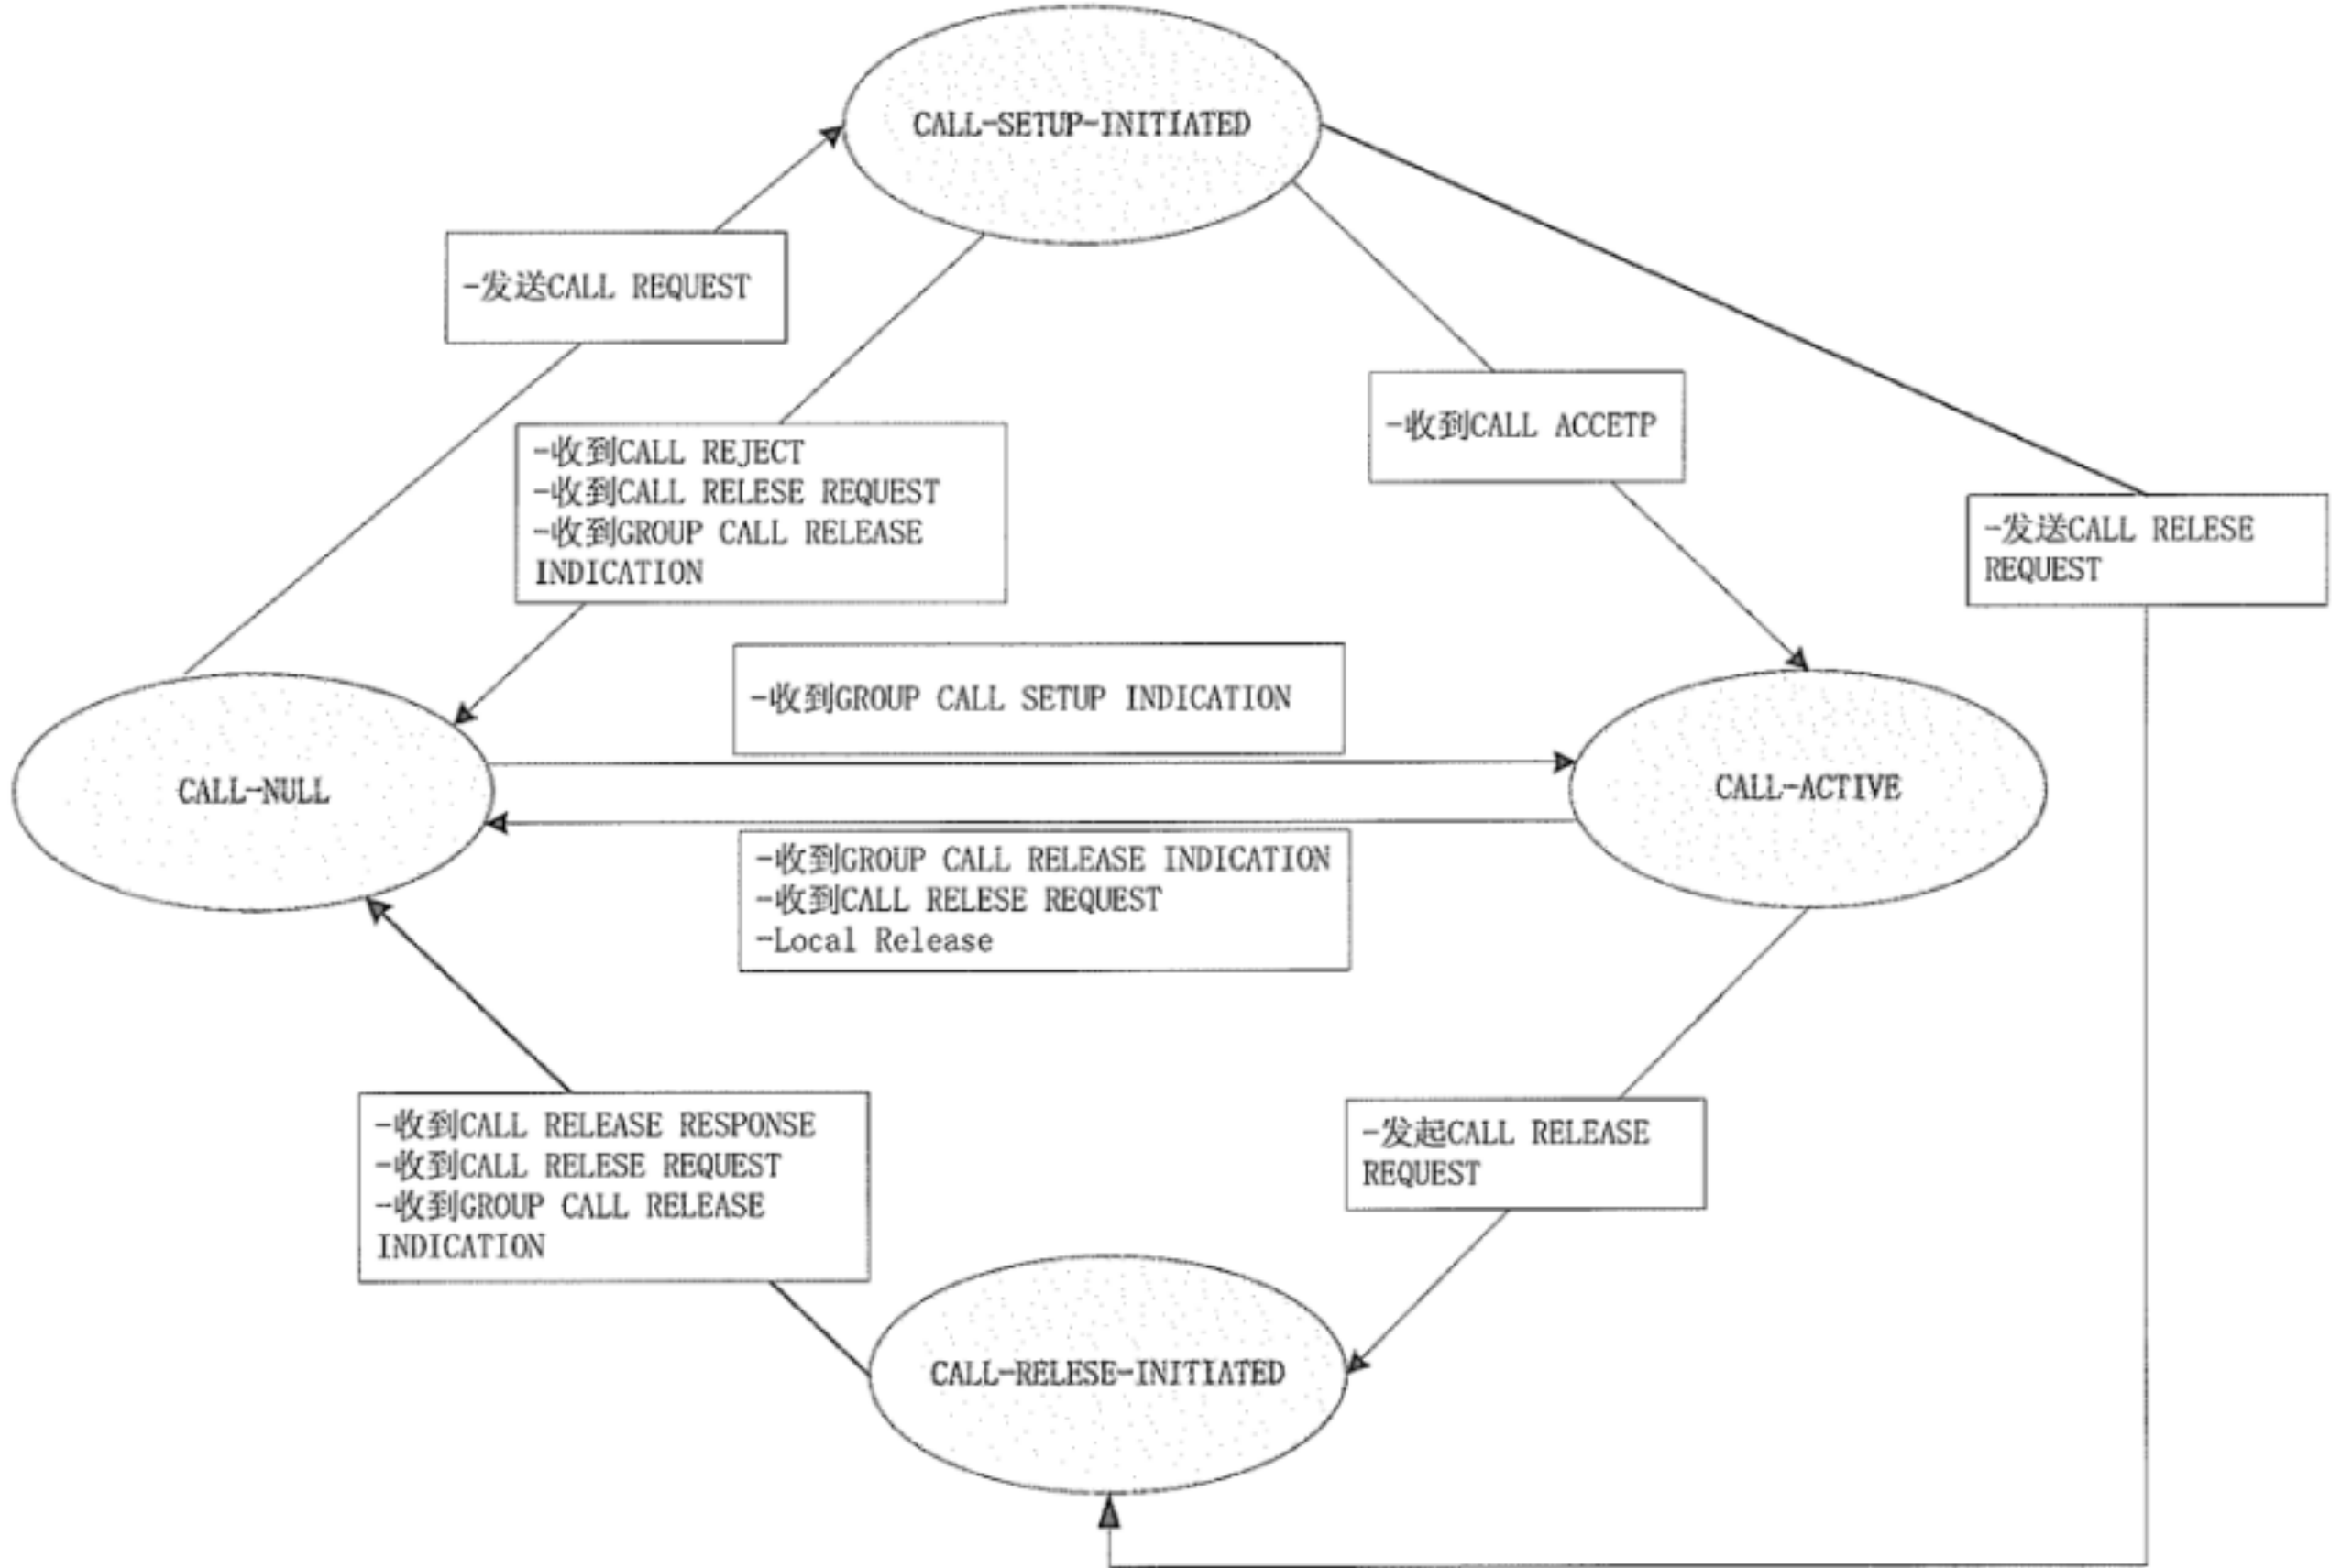 CALL-SETUP-INITIATED
-发送CALL REQUEST
-收到CALL REJECT
-收到CALL RELESE REQUEST
-收到GROUP CALL RELEASE
INDICATION
-收到CALL ACCETP
-发送CALL RELESE
REQUEST
-收到GROUP CALL SETUP INDICATION
CALL-NULL
CALL-ACTIVE
-收到GROUP CALL RELEASE INDICATION
-收到CALL RELESE REQUEST
-Local Release
-收到CALL RELEASE RESPONSE
-收到CALL RELESE REQUEST
-收到GROUP CALL RELEASE
INDICATION
-发起CALL RELEASE
REQUEST
CALL-RELESE-INITIATED